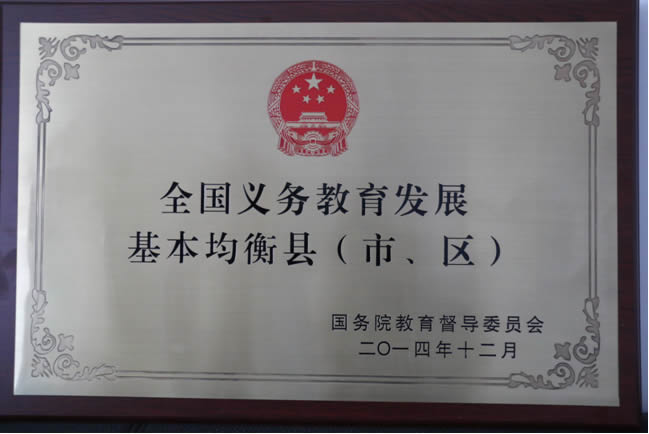 全国义务教育发展
基本均衡县（市、区）
国务院教育督导委员会
二〇一四年十二月